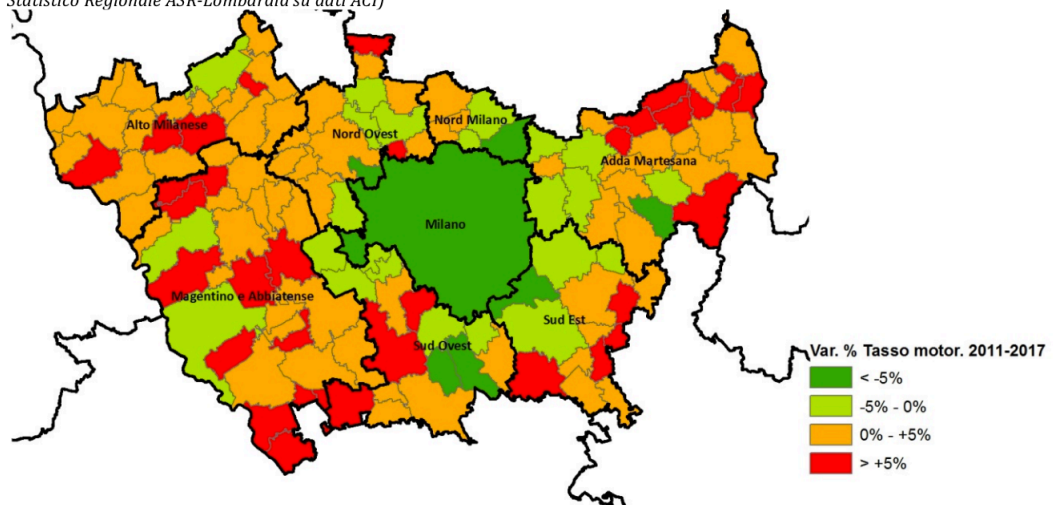 Statistico Regionale ASR-Lombardia su dati ACI)
Alto Milanese
Nord Ovest
Nord Milano
Adda Martesana
Milano
Magentino e Abbiatense
Sud Ovest
Sud Est
Var. % Tasso motor. 2011-2017
< -5%
-5% - 0%
0% - +5%
> +5%